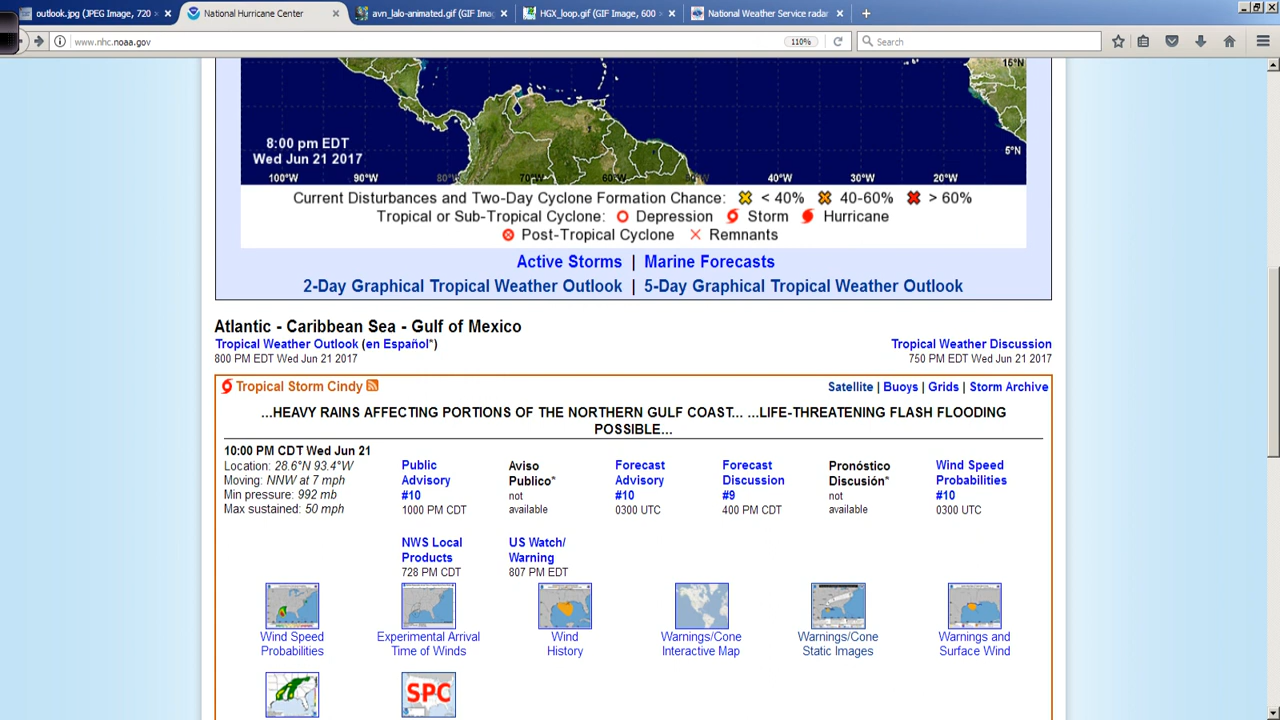 outlook.jpg (JPEG Image, 720
National Hurricane Center
avn_lalo-animated.gif (GIF Ima
HGX_loop.gif (GIF Image, 600
National Weather Service radar
www.nhc.noaa.gov
110%
Search
15°N
8:00 pm EDT
Wed Jun 21 2017
5°N
100°W 90°W 80°W 70°W 60°W 50°W 40°W 30°W 20°W
Current Disturbances and Two-Day Cyclone Formation Chance: < 40% 40-60% > 60%
Tropical or Sub-Tropical Cyclone: Depression Storm Hurricane
Post-Tropical Cyclone Remnants
Active Storms | Marine Forecasts
2-Day Graphical Tropical Weather Outlook | 5-Day Graphical Tropical Weather Outlook
Atlantic - Caribbean Sea - Gulf of Mexico
Tropical Weather Outlook (en Español*)
800 PM EDT Wed Jun 21 2017
Tropical Weather Discussion
750 PM EDT Wed Jun 21 2017
Tropical Storm Cindy
Satellite | Buoys | Grids | Storm Archive
...HEAVY RAINS AFFECTING PORTIONS OF THE NORTHERN GULF COAST... ...LIFE-THREATENING FLASH FLOODING
POSSIBLE...
10:00 PM CDT Wed Jun 21
Location: 28.6°N 93.4°W
Moving: NNW at 7 mph
Min pressure: 992 mb
Max sustained: 50 mph
Public
Advisory
#10
1000 PM CDT
Aviso
Publico*
not
available
Forecast
Advisory
#10
0300 UTC
Forecast
Discussion
#9
400 PM CDT
Pronóstico
Discusión*
not
available
Wind Speed
Probabilities
#10
0300 UTC
NWS Local
Products
728 PM CDT
US Watch/
Warning
807 PM EDT
Wind Speed
Probabilities
Experimental Arrival
Time of Winds
Wind
History
Warnings/Cone
Interactive Map
Warnings/Cone
Static Images
Warnings and
Surface Wind
SPC